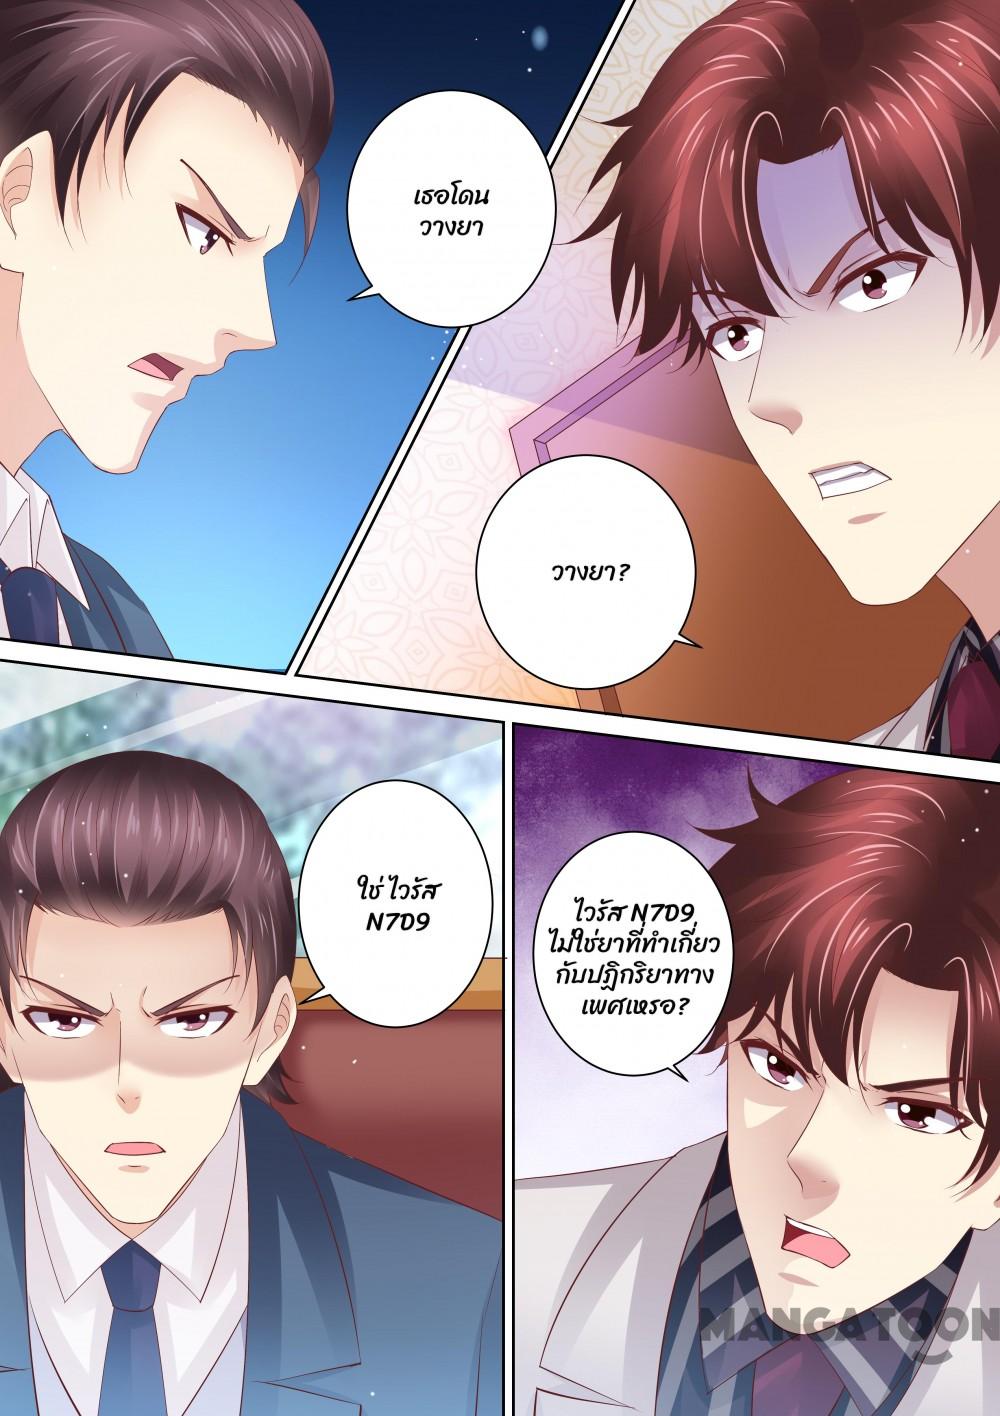 เธอโดน
วางยา
วางยา?
ใช่ ไวรัส
N7D9
ไวรัส N7D9
ไม่ใช่ยาที่ทำเกี่ยว
กับปฏิกริยาทาง
เพศเหรอ?
MANGATOON